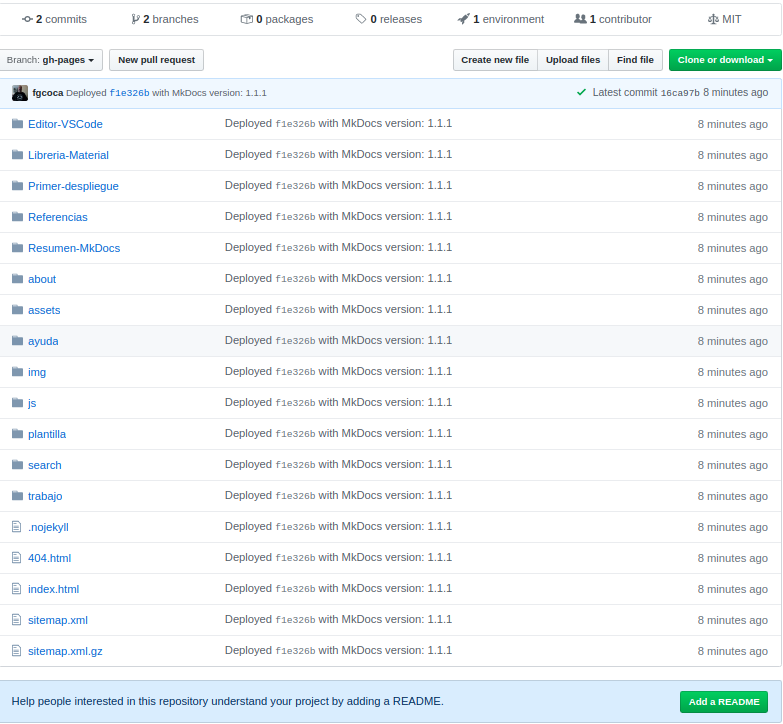 2 commits 2 branches 0 packages 0 releases 1 environment 1 contributor MIT
Branch: gh-pages New pull request Create new file Upload files Find file Clone or download
fgcoca Deployed f1e326b with MkDocs version: 1.1.1 Latest commit 16ca97b 8 minutes ago
Editor-VSCode Deployed f1e326b with MkDocs version: 1.1.1 8 minutes ago
Libreria-Material Deployed f1e326b with MkDocs version: 1.1.1 8 minutes ago
Primer-despliegue Deployed f1e326b with MkDocs version: 1.1.1 8 minutes ago
Referencias Deployed f1e326b with MkDocs version: 1.1.1 8 minutes ago
Resumen-MkDocs Deployed f1e326b with MkDocs version: 1.1.1 8 minutes ago
about Deployed f1e326b with MkDocs version: 1.1.1 8 minutes ago
assets Deployed f1e326b with MkDocs version: 1.1.1 8 minutes ago
ayuda Deployed f1e326b with MkDocs version: 1.1.1 8 minutes ago
img Deployed f1e326b with MkDocs version: 1.1.1 8 minutes ago
js Deployed f1e326b with MkDocs version: 1.1.1 8 minutes ago
plantilla Deployed f1e326b with MkDocs version: 1.1.1 8 minutes ago
search Deployed f1e326b with MkDocs version: 1.1.1 8 minutes ago
trabajo Deployed f1e326b with MkDocs version: 1.1.1 8 minutes ago
.nojekyll Deployed f1e326b with MkDocs version: 1.1.1 8 minutes ago
404.html Deployed f1e326b with MkDocs version: 1.1.1 8 minutes ago
index.html Deployed f1e326b with MkDocs version: 1.1.1 8 minutes ago
sitemap.xml Deployed f1e326b with MkDocs version: 1.1.1 8 minutes ago
sitemap.xml.gz Deployed f1e326b with MkDocs version: 1.1.1 8 minutes ago
Help people interested in this repository understand your project by adding a README. Add a README